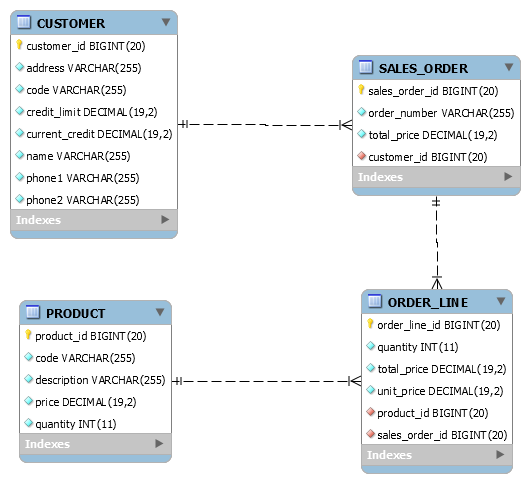 CUSTOMER
customer_id BIGINT(20)
address VARCHAR(255)
code VARCHAR(255)
credit_limit DECIMAL(19,2)
current_credit DECIMAL(19,2)
name VARCHAR(255)
phone1 VARCHAR(255)
phone2 VARCHAR(255)
Indexes
SALES_ORDER
sales_order_id BIGINT(20)
order_number VARCHAR(255)
total_price DECIMAL(19,2)
customer_id BIGINT(20)
Indexes
PRODUCT
product_id BIGINT(20)
code VARCHAR(255)
description VARCHAR(255)
price DECIMAL(19,2)
quantity INT(11)
Indexes
ORDER_LINE
order_line_id BIGINT(20)
quantity INT(11)
total_price DECIMAL(19,2)
unit_price DECIMAL(19,2)
product_id BIGINT(20)
sales_order_id BIGINT(20)
Indexes